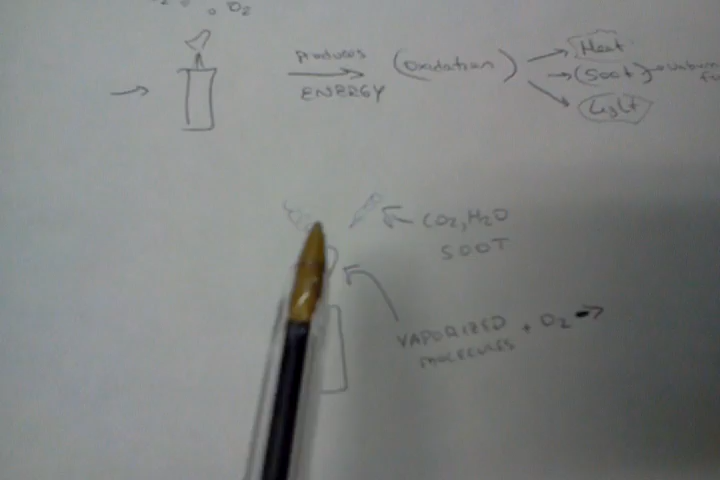 O2
produces
ENERGY
(Oxidation)
Heat
(Soot)
Light
CO2, H2O
SOOT
VAPORIZED + O2
MOLECULES